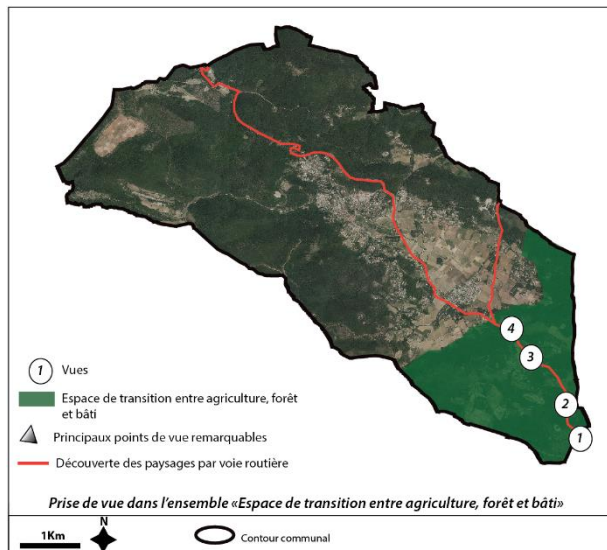 4
3
2
1
1 Vues
Espace de transition entre agriculture, forêt
et bâti
Principaux points de vue remarquables
Découverte des paysages par voie routière
Prise de vue dans l'ensemble «Espace de transition entre agriculture, forêt et bâti»
1Km
N
Contour communal